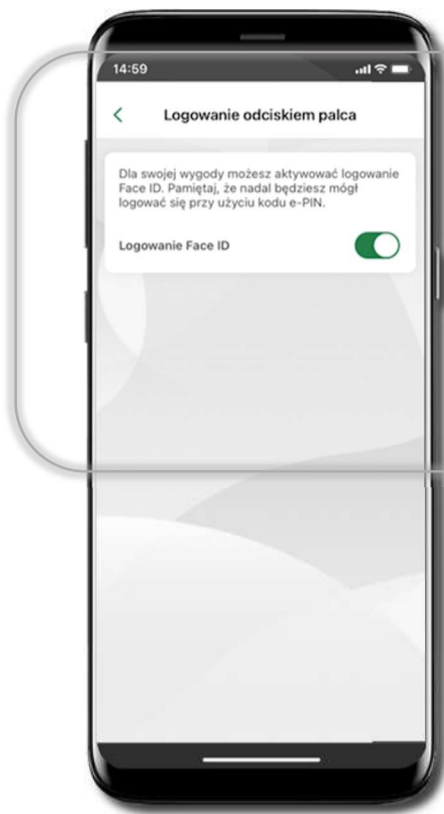 14:59
Logowanie odciskiem palca
Dla swojej wygody możesz aktywować logowanie
Face ID. Pamiętaj, że nadal będziesz mógł
logować się przy użyciu kodu e-PIN.
Logowanie Face ID